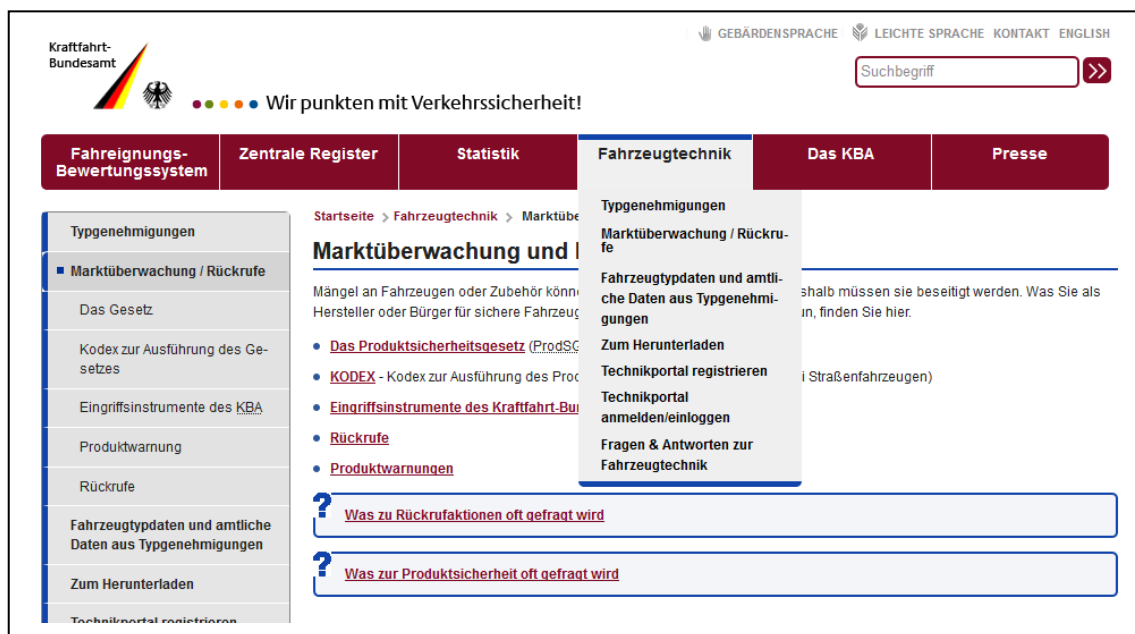 GEBÄRDENSPRACHE LEICHTE SPRACHE KONTAKT ENGLISH
Kraftfahrt-
Bundesamt
Suchbegriff
Wir punkten mit Verkehrssicherheit!
Fahreignungs-
Bewertungssystem
Zentrale Register
Statistik
Fahrzeugtechnik
Das KBA
Presse
Typgenehmigungen
Marktüberwachung / Rückru-
fe
Fahrzeugtypdaten und amtli-
che Daten aus Typgenehmi-
gungen
Zum Herunterladen
Technikportal registrieren
Technikportal
anmelden/einloggen
Fragen & Antworten zur
Fahrzeugtechnik
Typgenehmigungen
Marktüberwachung / Rückrufe
Das Gesetz
Kodex zur Ausführung des Ge-
setzes
Eingriffsinstrumente des KBA
Produktwarnung
Rückrufe
Fahrzeugtypdaten und amtliche
Daten aus Typgenehmigungen
Zum Herunterladen
Technikportal registrieren
Startseite > Fahrzeugtechnik > Marktübe
Marktüberwachung und
Mängel an Fahrzeugen oder Zubehör könne shalb müssen sie beseitigt werden. Was Sie als
Hersteller oder Bürger für sichere Fahrzeug un, finden Sie hier.
Das Produktsicherheitsgesetz (ProdSG
KODEX - Kodex zur Ausführung des Proc i Straßenfahrzeugen)
Eingriffsinstrumente des Kraftfahrt-Bu
Rückrufe
Produktwarnungen
? Was zu Rückrufaktionen oft gefragt wird
? Was zur Produktsicherheit oft gefragt wird